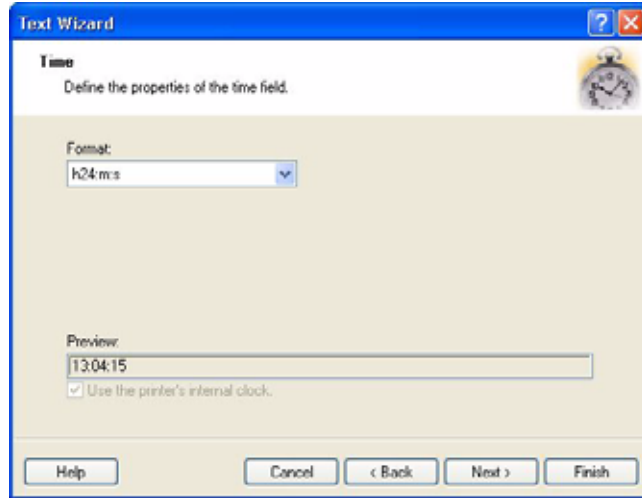 Text Wizard
Time
Define the properties of the time field.
Format:
h24:m:s
Preview:
13:04:15
Use the printer's internal clock.
Help Cancel < Back Next > Finish